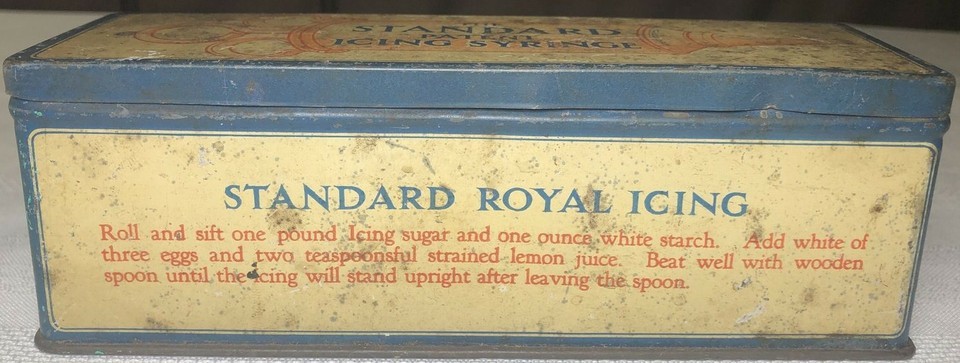 STANDARD
PATENT
ICING SYRINGE
STANDARD ROYAL ICING
Roll and sift one pound Icing sugar and one ounce white starch. Add white of
three eggs and two teaspoonsful strained lemon juice. Beat well with wooden
spoon until the icing will stand upright after leaving the spoon.